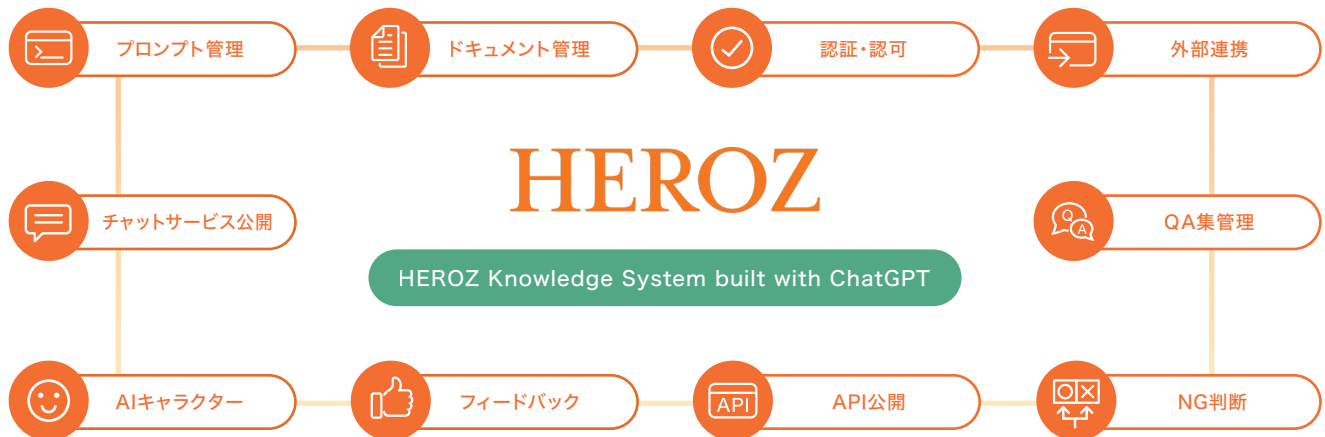 プロンプト管理
ドキュメント管理
認証・認可
外部連携
HEROZ
チャットサービス公開
Q
A
QA集管理
HEROZ Knowledge System built with ChatGPT
AIキャラクター
フィードバック
API
API公開
NG判断